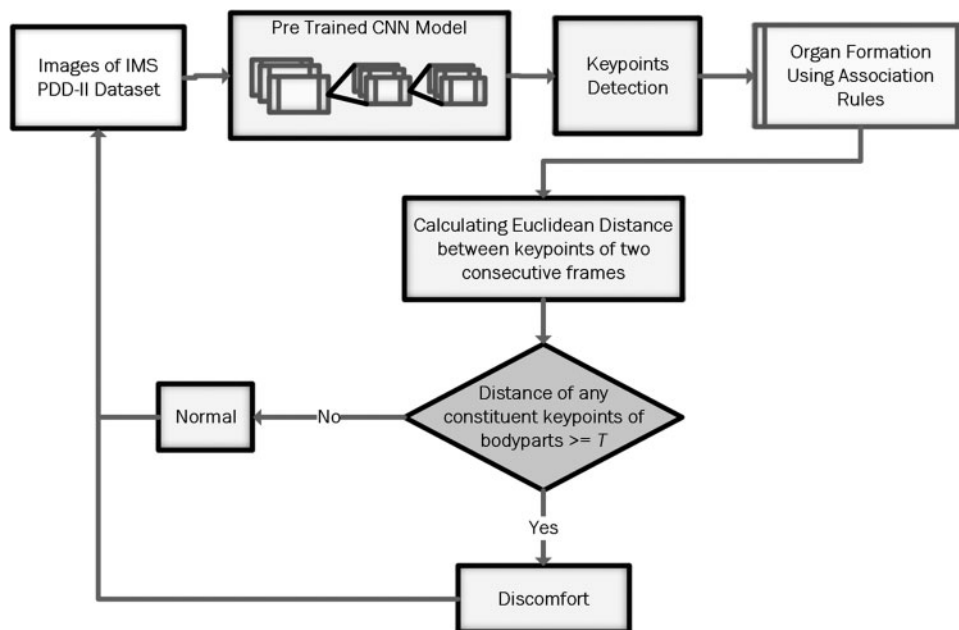 Images of IMS
PDD-II Dataset
Pre Trained CNN Model
Keypoints
Detection
Organ Formation
Using Association
Rules
Calculating Euclidean Distance
between keypoints of two
consecutive frames
Distance of any
constituent keypoints of
bodyparts >= T
No
Normal
Yes
Discomfort